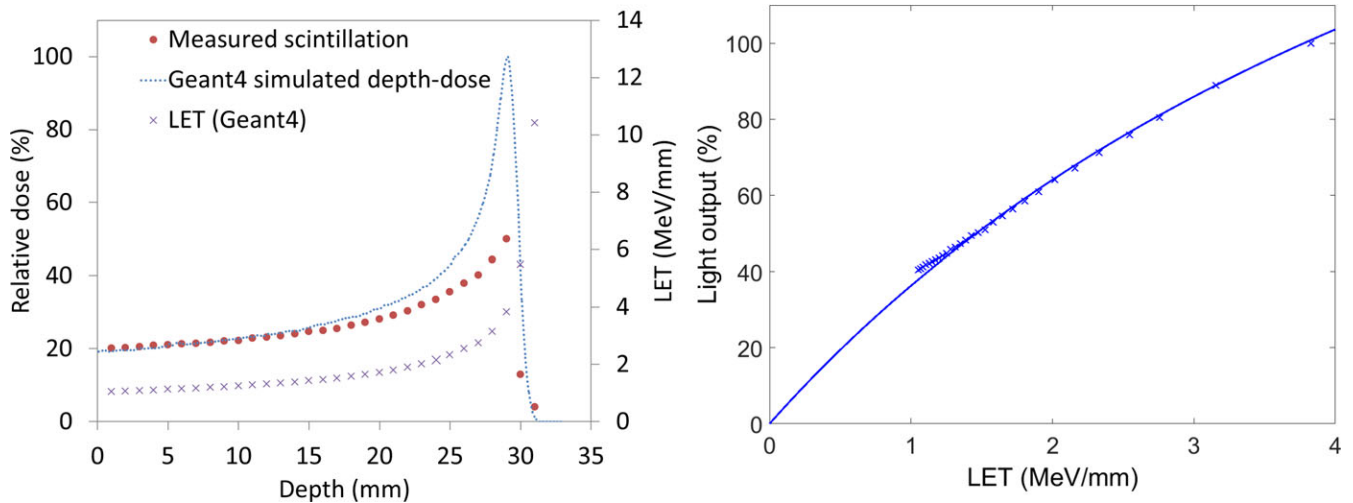 Measured scintillation
Geant4 simulated depth-dose
LET (Geant4)
Relative dose (%)
100
80
60
40
20
0
0 5 10 15 20 25 30 35
Depth (mm)
14
12
10
8
6
4
2
0
LET (MeV/mm)
Light output (%)
100
80
60
40
20
0
0 1 2 3 4
LET (MeV/mm)